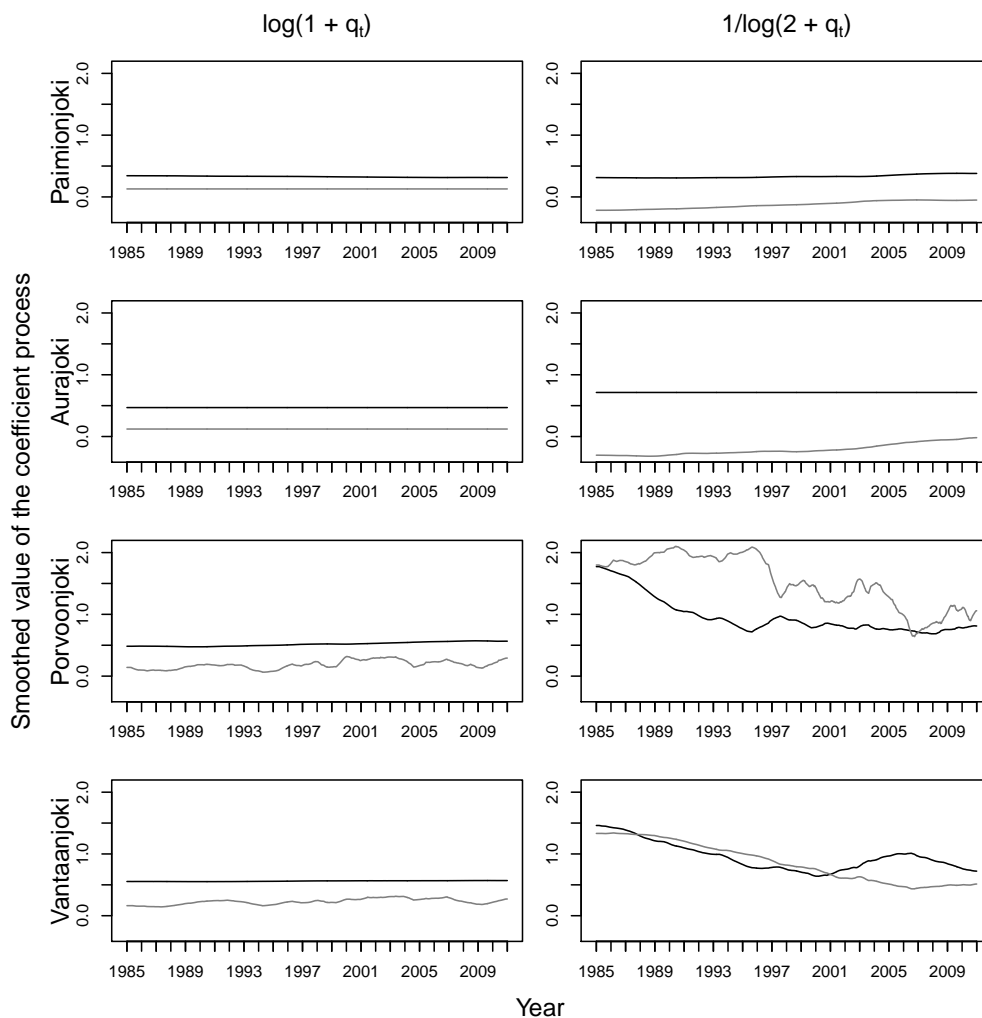 log(1 + qt)
1/log(2 + qt)
Smoothed value of the coefficient process
Paimionjoki
0.0 1.0 2.0
1985 1989 1993 1997 2001 2005 2009
0.0 1.0 2.0
1985 1989 1993 1997 2001 2005 2009
Aurajoki
0.0 1.0 2.0
1985 1989 1993 1997 2001 2005 2009
0.0 1.0 2.0
1985 1989 1993 1997 2001 2005 2009
Porvoonjoki
0.0 1.0 2.0
1985 1989 1993 1997 2001 2005 2009
0.0 1.0 2.0
1985 1989 1993 1997 2001 2005 2009
Vantaanjoki
0.0 1.0 2.0
1985 1989 1993 1997 2001 2005 2009
0.0 1.0 2.0
1985 1989 1993 1997 2001 2005 2009
Year